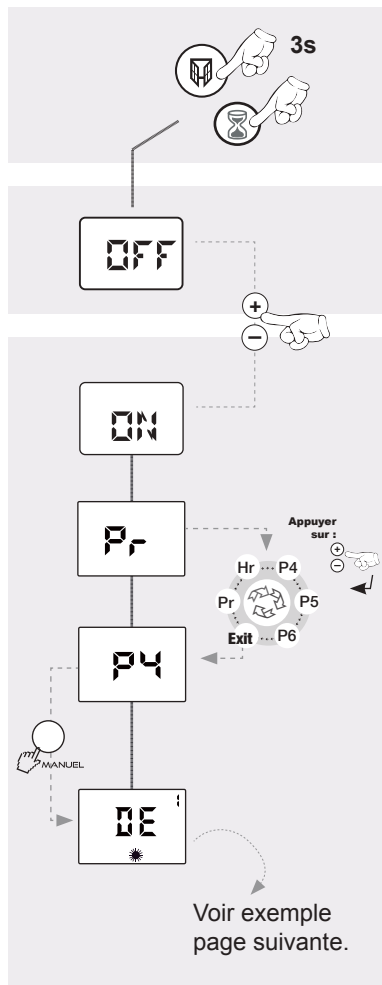 3s
OFF
+
−
ON
Pr
Appuyer
sur :
+
−
Hr ... P4
Pr P5
Exit ... P6
P4
MANUEL
DE 1
Voir exemple
page suivante.